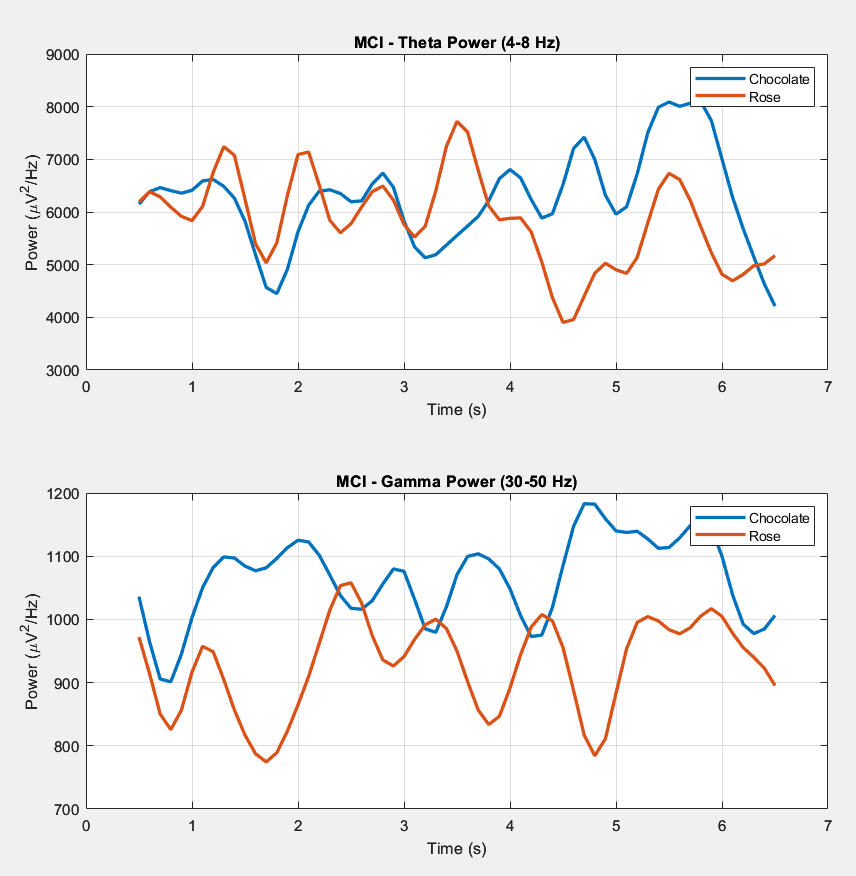 MCI - Theta Power (4-8 Hz)
9000
8000
7000
6000
5000
4000
3000
Power (μV²/Hz)
Chocolate
Rose
0 1 2 3 4 5 6 7
Time (s)
MCI - Gamma Power (30-50 Hz)
1200
1100
1000
900
800
700
Power (μV²/Hz)
Chocolate
Rose
0 1 2 3 4 5 6 7
Time (s)